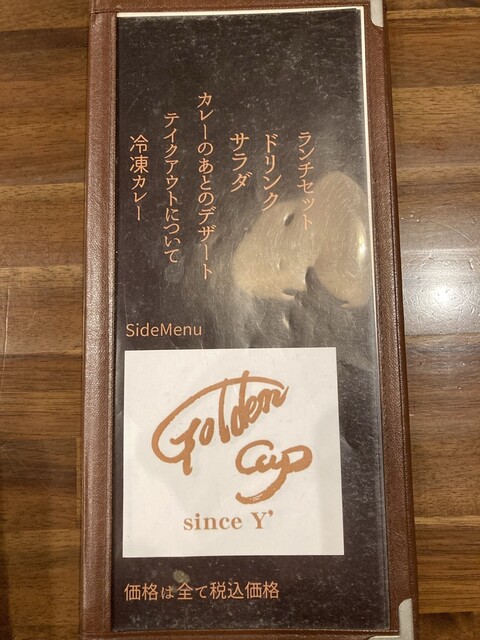 ランチセット
ドリンク
サラダ
カレーのあとのデザート
テイクアウトについて
冷凍カレー
SideMenu
Golden
Cup
since Y’
価格は全て税込価格